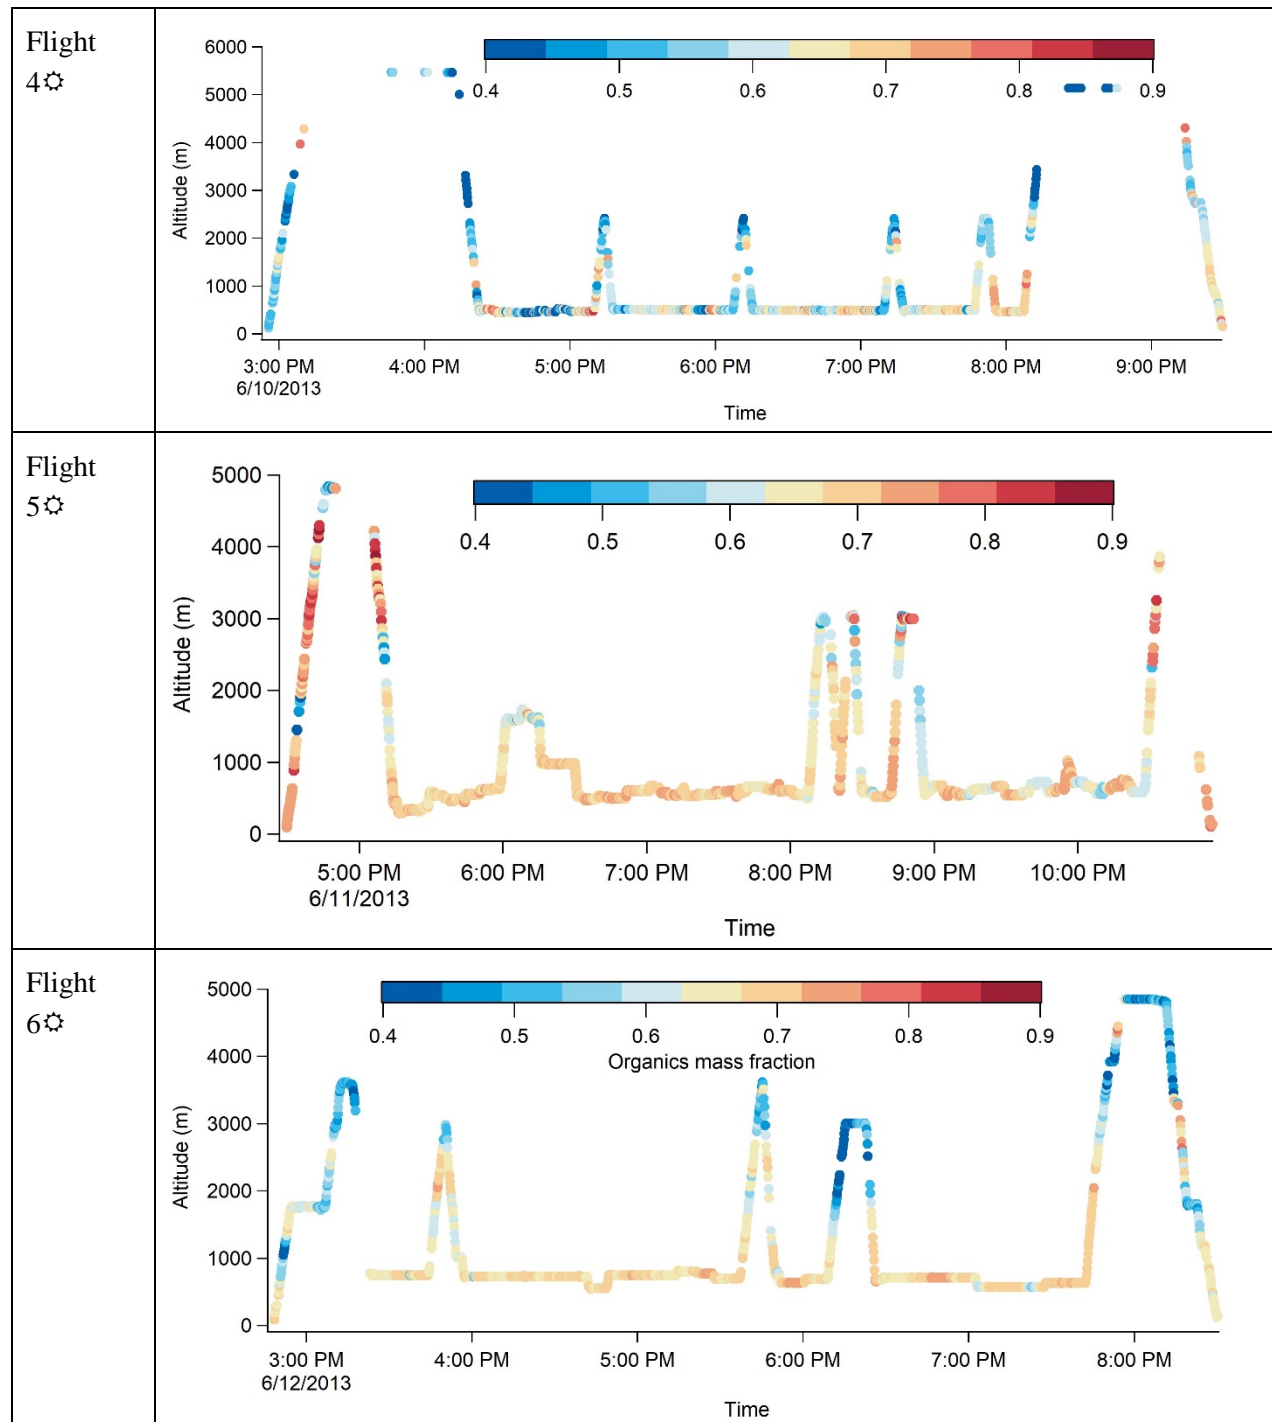 Flight
4☼
6000
5000
4000
3000
2000
1000
0
Altitude (m)
0.4 0.5 0.6 0.7 0.8 0.9
3:00 PM 4:00 PM 5:00 PM 6:00 PM 7:00 PM 8:00 PM 9:00 PM
6/10/2013
Time
Flight
5☼
5000
4000
3000
2000
1000
0
Altitude (m)
0.4 0.5 0.6 0.7 0.8 0.9
5:00 PM 6:00 PM 7:00 PM 8:00 PM 9:00 PM 10:00 PM
6/11/2013
Time
Flight
6☼
5000
4000
3000
2000
1000
0
Altitude (m)
0.4 0.5 0.6 0.7 0.8 0.9
Organics mass fraction
3:00 PM 4:00 PM 5:00 PM 6:00 PM 7:00 PM 8:00 PM
6/12/2013
Time